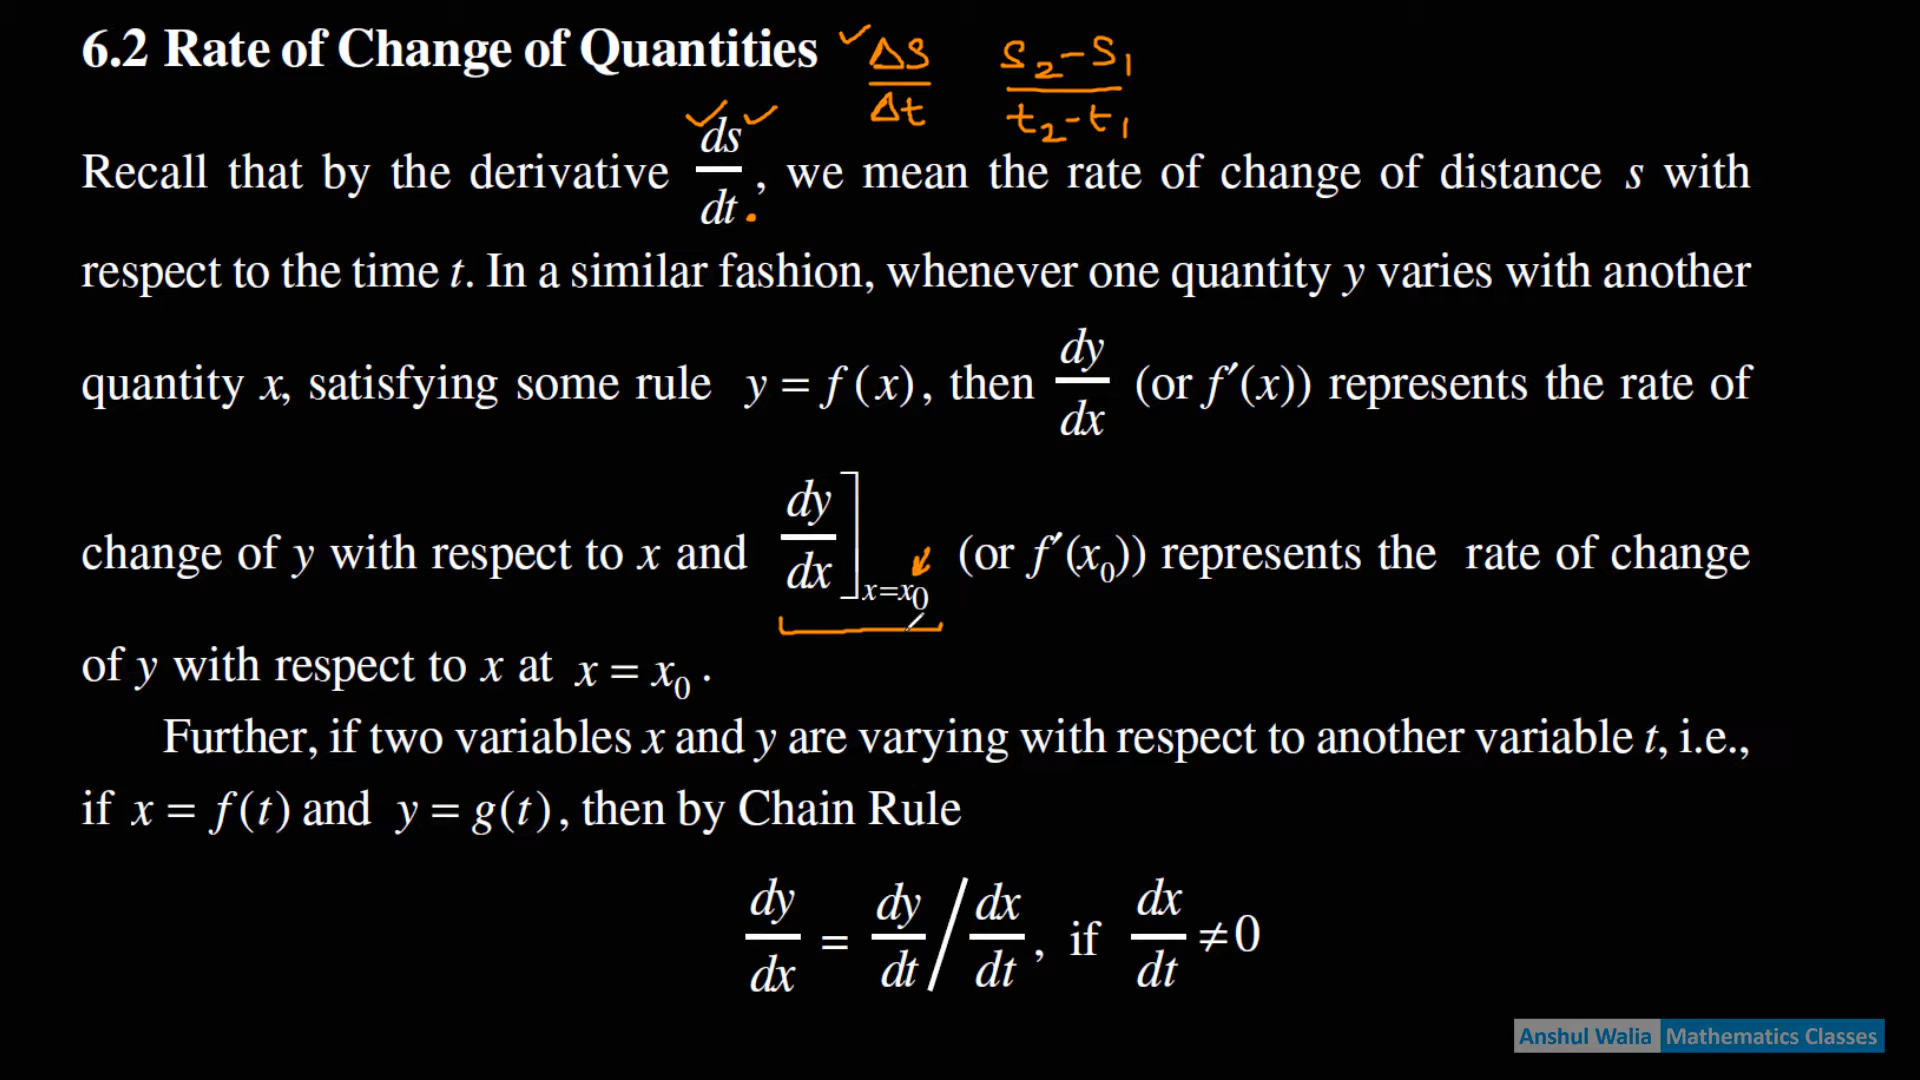 6.2 Rate of Change of Quantities ✓ Δs/Δt s₂-s₁/t₂-t₁
Recall that by the derivative ds/dt, we mean the rate of change of distance s with
respect to the time t. In a similar fashion, whenever one quantity y varies with another
quantity x, satisfying some rule y = f(x), then dy/dx (or f′(x)) represents the rate of
change of y with respect to x and dy/dx]ₓ₌ₓ₀ (or f′(x₀)) represents the rate of change
of y with respect to x at x = x₀.
Further, if two variables x and y are varying with respect to another variable t, i.e.,
if x = f(t) and y = g(t), then by Chain Rule
dy/dx = dy/dt / dx/dt, if dx/dt ≠ 0
Anshul Walia Mathematics Classes